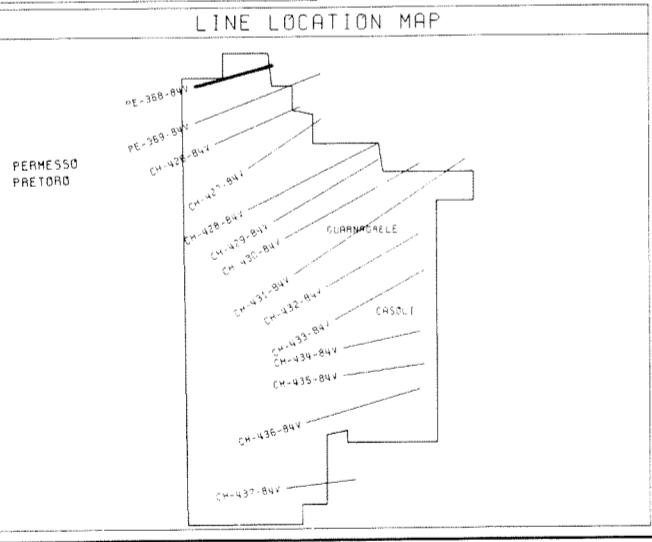 LINE LOCATION MAP
PE-368-84V
PERMESSO
PRETORO
PE-369-84V
CH-426-84V
CH-427-84V
CH-428-84V
CH-429-84V
CH-430-84V
GUARNAGRELE
CH-431-84V
CH-432-84V
CASOLI
CH-433-84V
CH-434-84V
CH-435-84V
CH-436-84V
CH-437-84V